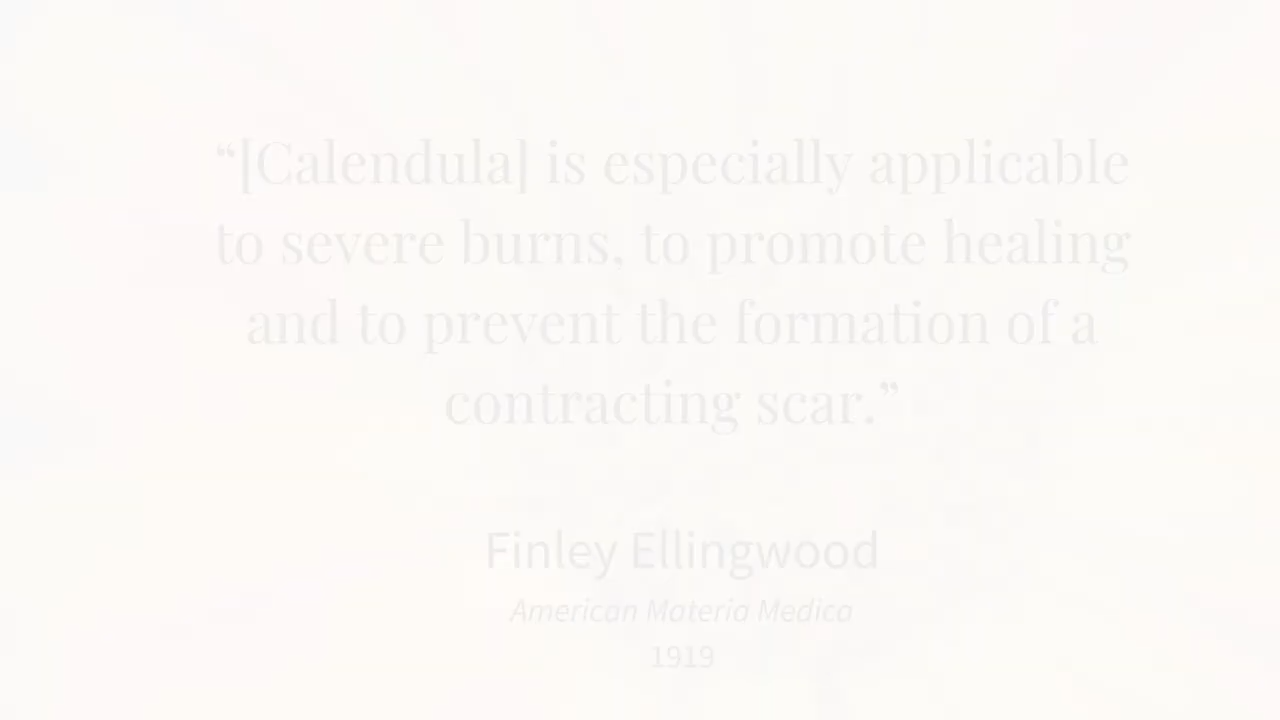 “[Calendula] is especially applicable
to severe burns, to promote healing
and to prevent the formation of a
contracting scar.”
Finley Ellingwood
American Materia Medica
1919